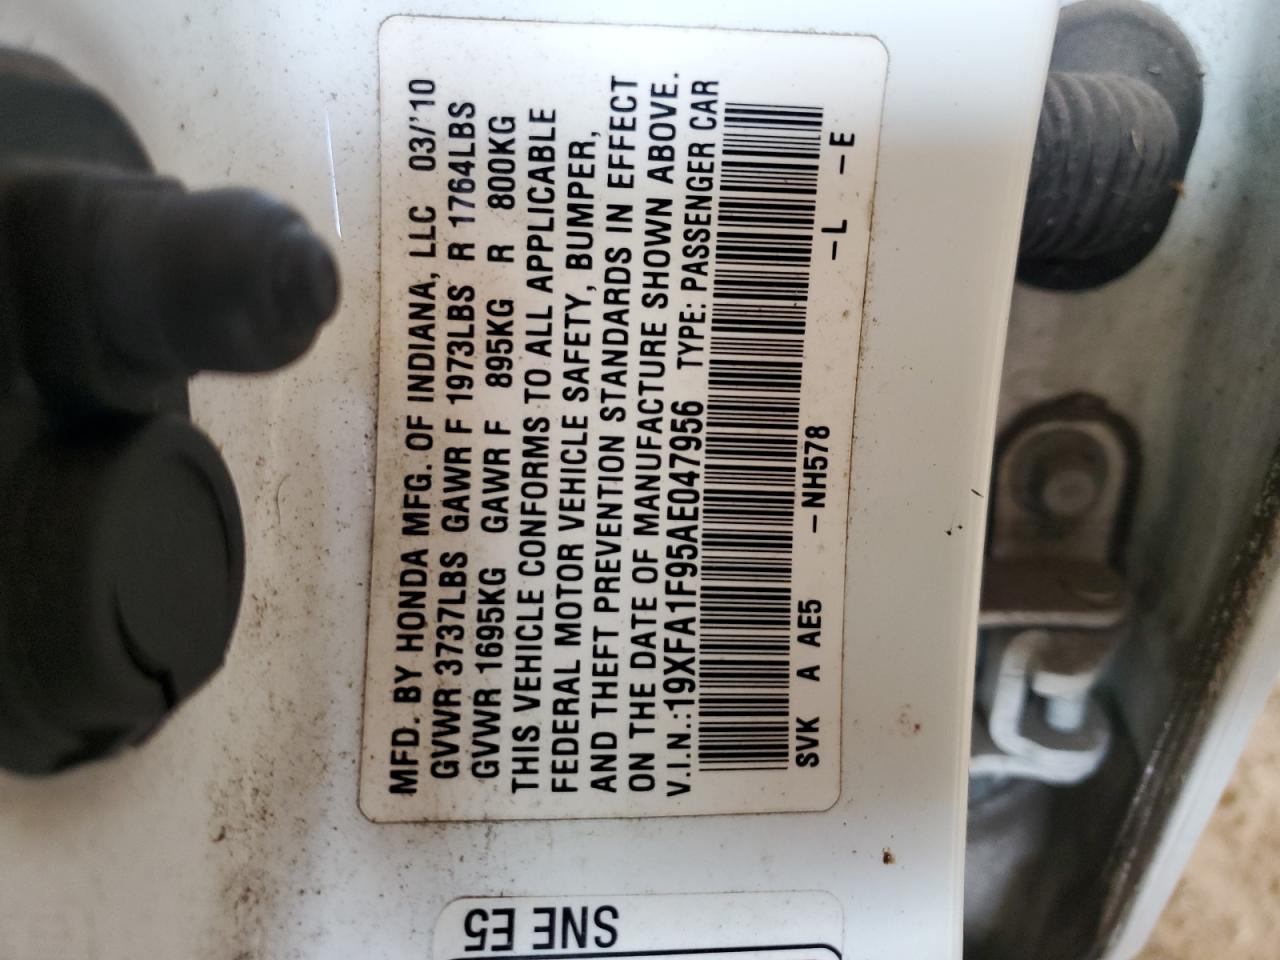 MFD. BY HONDA MFG. OF INDIANA, LLC 03/'10
GVWR 3737LBS GAWR F 1973LBS R 1764LBS
GVWR 1695KG GAWR F 895KG R 800KG
THIS VEHICLE CONFORMS TO ALL APPLICABLE
FEDERAL MOTOR VEHICLE SAFETY, BUMPER,
AND THEFT PREVENTION STANDARDS IN EFFECT
ON THE DATE OF MANUFACTURE SHOWN ABOVE.
V.I.N.:19XFA1F95AE047956 TYPE: PASSENGER CAR
SVK A AE5 -NH578 -L -E
SNE E5